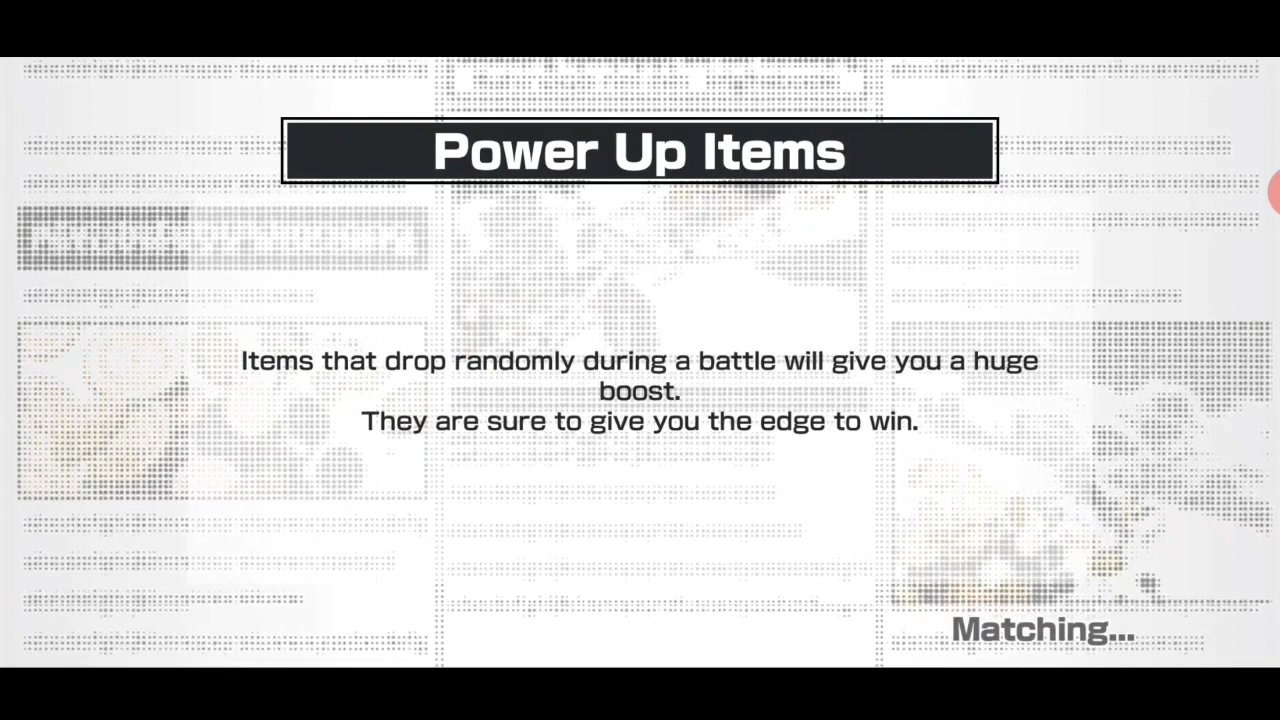 Power Up Items
Items that drop randomly during a battle will give you a huge
boost.
They are sure to give you the edge to win.
Matching...